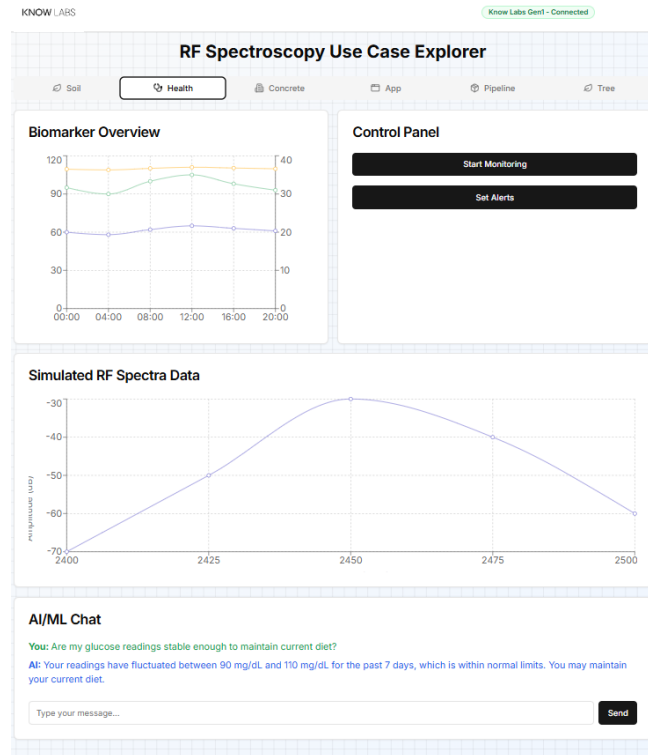 KNOW LABS
Know Labs Gen1 - Connected
RF Spectroscopy Use Case Explorer
Soil
Health
Concrete
App
Pipeline
Tree
Biomarker Overview
120
90
60
30
0
40
30
20
10
0
00:00 04:00 08:00 12:00 16:00 20:00
Control Panel
Start Monitoring
Set Alerts
Simulated RF Spectra Data
-30
-40
-50
-60
-70
Amplitude (dB)
2400 2425 2450 2475 2500
AI/ML Chat
You: Are my glucose readings stable enough to maintain current diet?
AI: Your readings have fluctuated between 90 mg/dL and 110 mg/dL for the past 7 days, which is within normal limits. You may maintain
your current diet.
Type your message...
Send